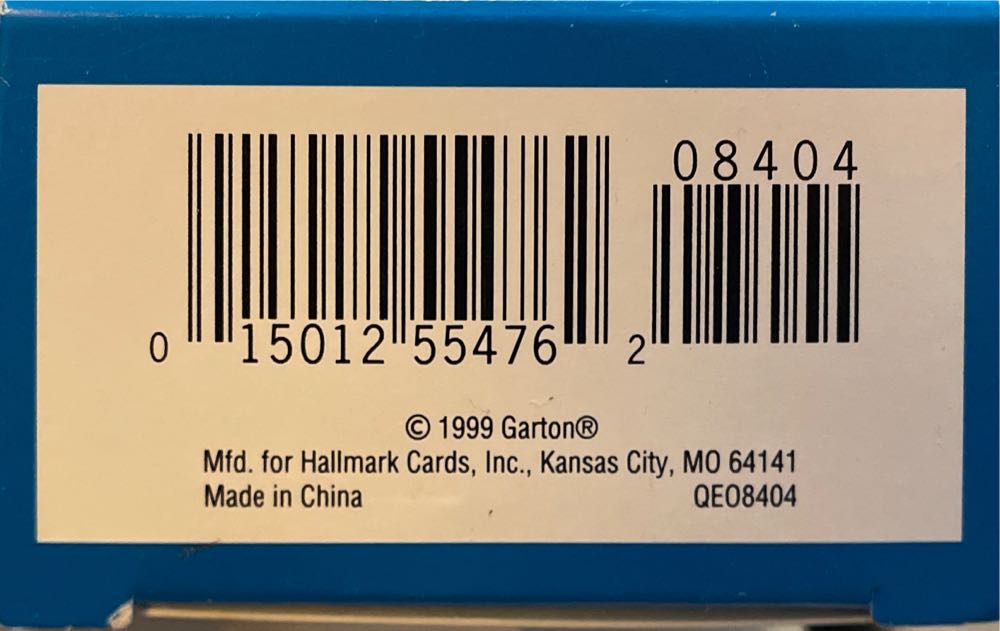 08404
0 15012 55476 2
© 1999 Garton®
Mfd. for Hallmark Cards, Inc., Kansas City, MO 64141
Made in China QEO8404